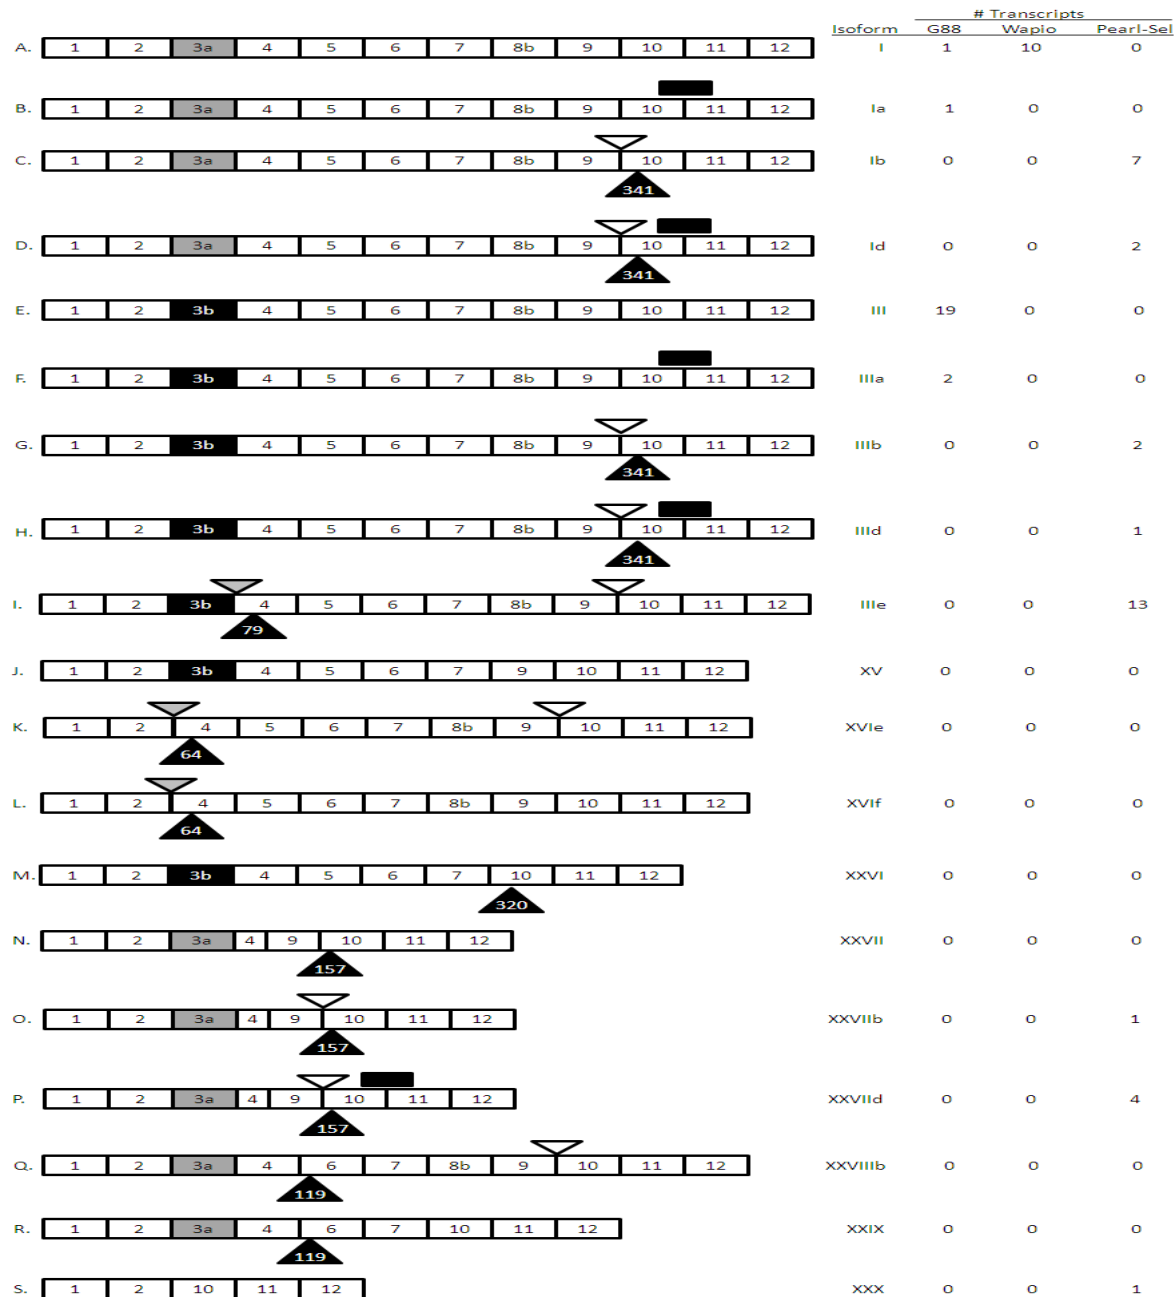 # Transcripts
Isoform G88 Wapio Pearl-Sel
A. 1 2 3a 4 5 6 7 8b 9 10 11 12 I 1 10 0
B. 1 2 3a 4 5 6 7 8b 9 10 11 12 Ia 1 0 0
C. 1 2 3a 4 5 6 7 8b 9 10 11 12 Ib 0 0 7
341
D. 1 2 3a 4 5 6 7 8b 9 10 11 12 Id 0 0 2
341
E. 1 2 3b 4 5 6 7 8b 9 10 11 12 III 19 0 0
F. 1 2 3b 4 5 6 7 8b 9 10 11 12 IIIa 2 0 0
G. 1 2 3b 4 5 6 7 8b 9 10 11 12 IIIb 0 0 2
341
H. 1 2 3b 4 5 6 7 8b 9 10 11 12 IIId 0 0 1
341
I. 1 2 3b 4 5 6 7 8b 9 10 11 12 IIIe 0 0 13
79
J. 1 2 3b 4 5 6 7 9 10 11 12 XV 0 0 0
K. 1 2 4 5 6 7 8b 9 10 11 12 XVIe 0 0 0
64
L. 1 2 4 5 6 7 8b 9 10 11 12 XVIf 0 0 0
64
M. 1 2 3b 4 5 6 7 10 11 12 XXVI 0 0 0
320
N. 1 2 3a 4 9 10 11 12 XXVII 0 0 0
157
O. 1 2 3a 4 9 10 11 12 XXVIIb 0 0 1
157
P. 1 2 3a 4 9 10 11 12 XXVIId 0 0 4
157
Q. 1 2 3a 4 6 7 8b 9 10 11 12 XXVIIIb 0 0 0
119
R. 1 2 3a 4 6 7 10 11 12 XXIX 0 0 0
119
S. 1 2 10 11 12 XXX 0 0 1